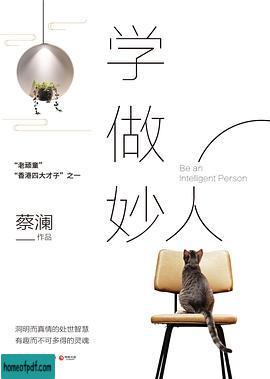 学
做
妙人
Be an
Intelligent Person
“老顽童”
“香港四大才子”之一
蔡澜
作品
洞明而真情的处世智慧
有趣而不可多得的灵魂
homeofpdf.com